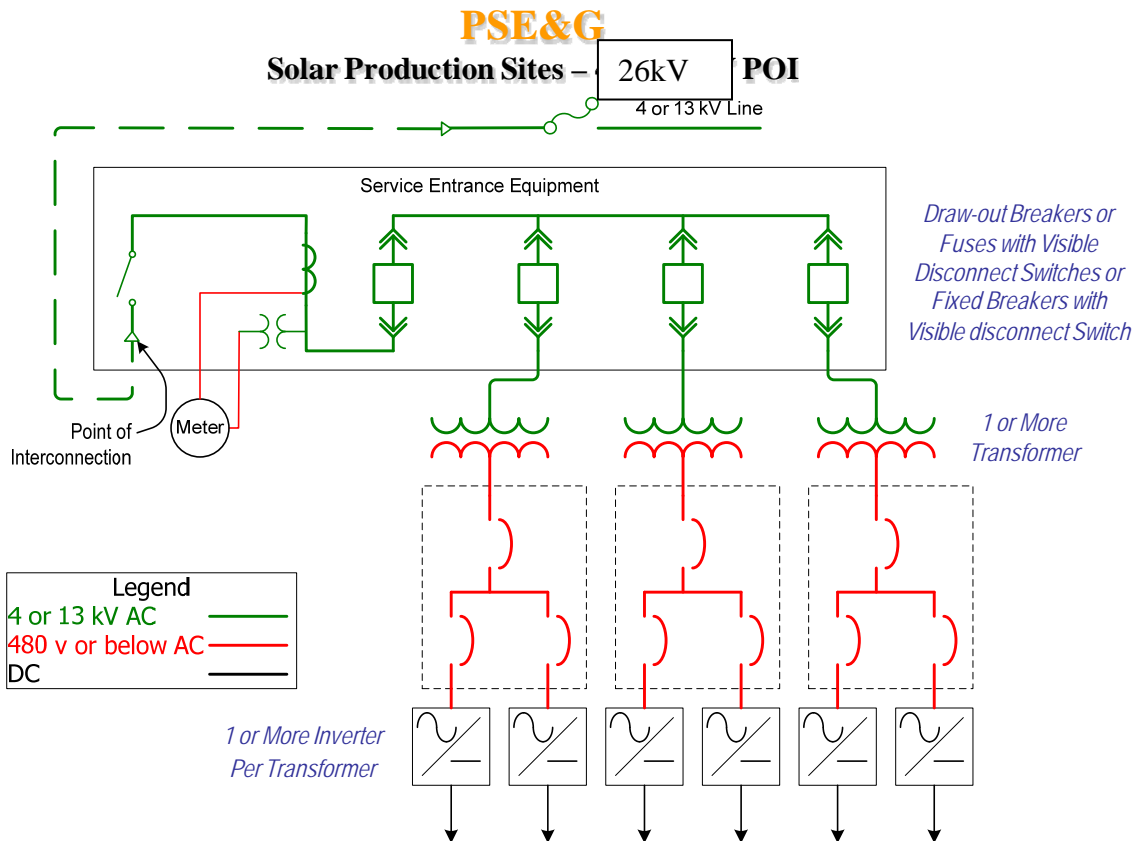 PSE&G
Solar Production Sites – 26kV POI
4 or 13 kV Line
Service Entrance Equipment
Draw-out Breakers or
Fuses with Visible
Disconnect Switches or
Fixed Breakers with
Visible disconnect Switch
Meter
Point of
Interconnection
1 or More
Transformer
Legend
4 or 13 kV AC
480 v or below AC
DC
1 or More Inverter
Per Transformer